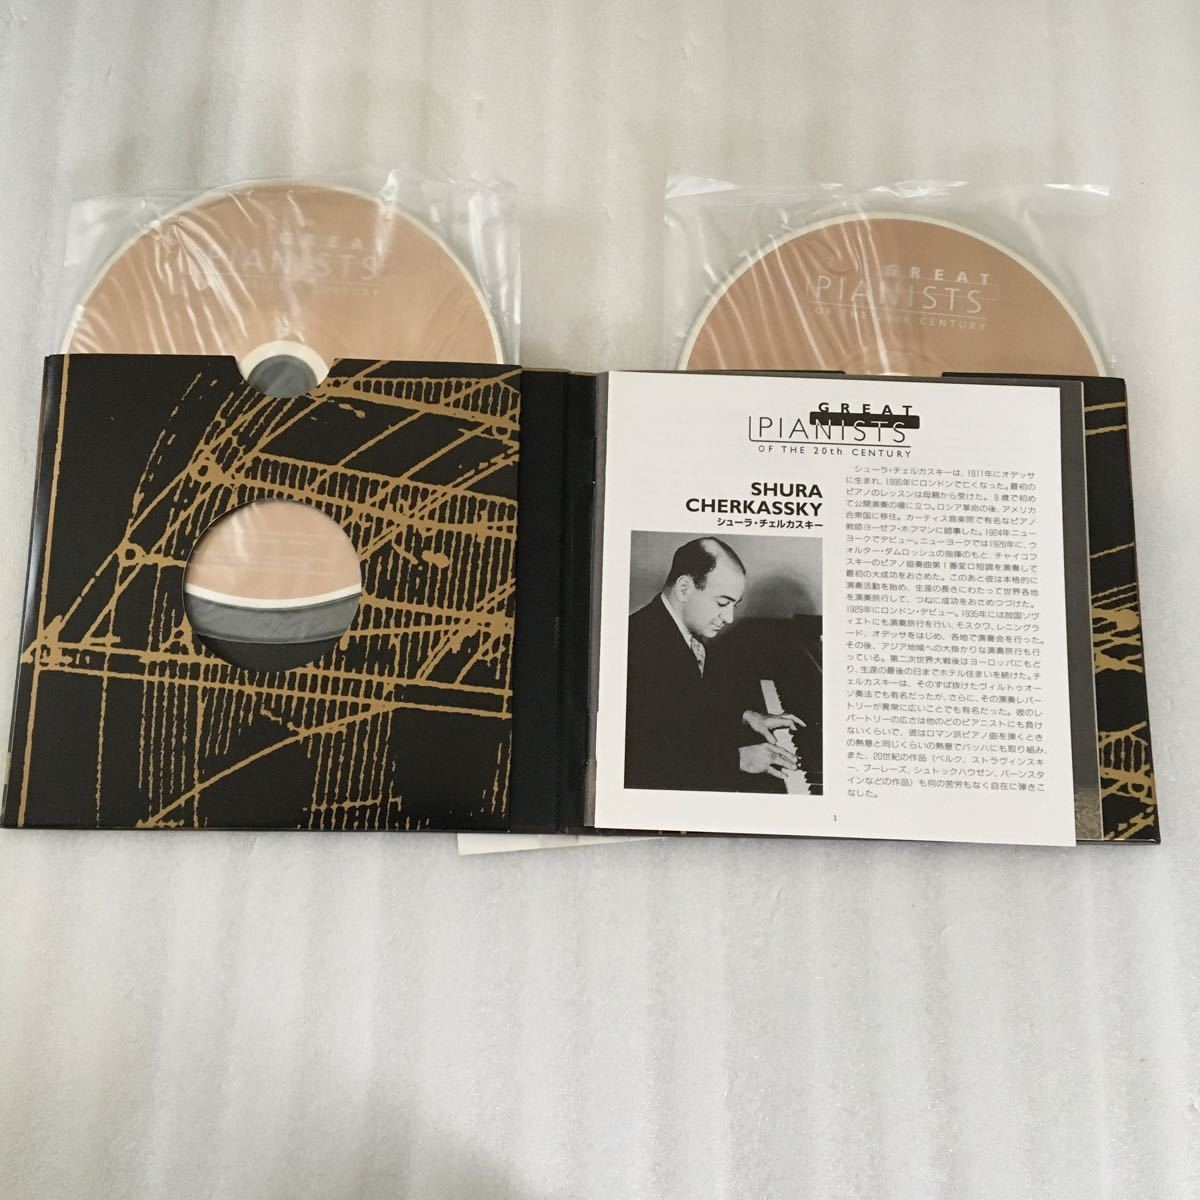 GREAT
PIANISTS
OF THE 20th CENTURY
GREAT
PIANISTS
OF THE 20th CENTURY
GREAT
PIANISTS
OF THE 20th CENTURY
SHURA
CHERKASSKY
シューラ・チェルカスキー
シューラ・チェルカスキーは、1911年にオデッサ
に生まれ、1995年にロンドンで亡くなった。最初の
ピアノのレッスンは母親から受けた。9歳で初め
て公開演奏の場に立つ。ロシア革命の後、アメリカ
合衆国に移住。カーティス音楽院で有名なピアノ
教師ヨーゼフ・ホフマンに師事した。1924年ニュー
ヨークでデビュー。ニューヨークでは1926年に、ウ
ォルター・ダムロッシュの指揮のもと、チャイコフ
スキーのピアノ協奏曲第1番変ロ短調を演奏して
最初の大成功をおさめた。このあと彼は本格的に
演奏活動を始め、生涯の長きにわたって世界各地
を演奏旅行して、つねに成功をおさめつづけた。
1929年にロンドン・デビュー。1935年には故国ソヴ
ィエトにも演奏旅行を行い、モスクワ、レニングラ
ード、オデッサをはじめ、各地で演奏会を行った。
その後、アジア地域への大掛かりな演奏旅行も行
っている。第二次世界大戦後はヨーロッパにもど
り、生涯の最後の日までホテル住まいを続けた。チ
ェルカスキーは、そのずば抜けたヴィルトゥオー
ソ奏法でも有名だったが、さらに、その演奏レパー
トリーが異常に広いことでも有名だった。彼のレ
パートリーの広さは他のどのピアニストにも負け
ないくらいで、彼はロマン派ピアノ曲を弾くとき
の熱意と同じくらいの熱意でバッハにも取り組み、
また、20世紀の作品（ベルク、ストラヴィンスキ
ー、ブーレーズ、シュトックハウゼン、バーンスタ
インなどの作品）も何の苦労もなく自在に弾きこ
なした。
1